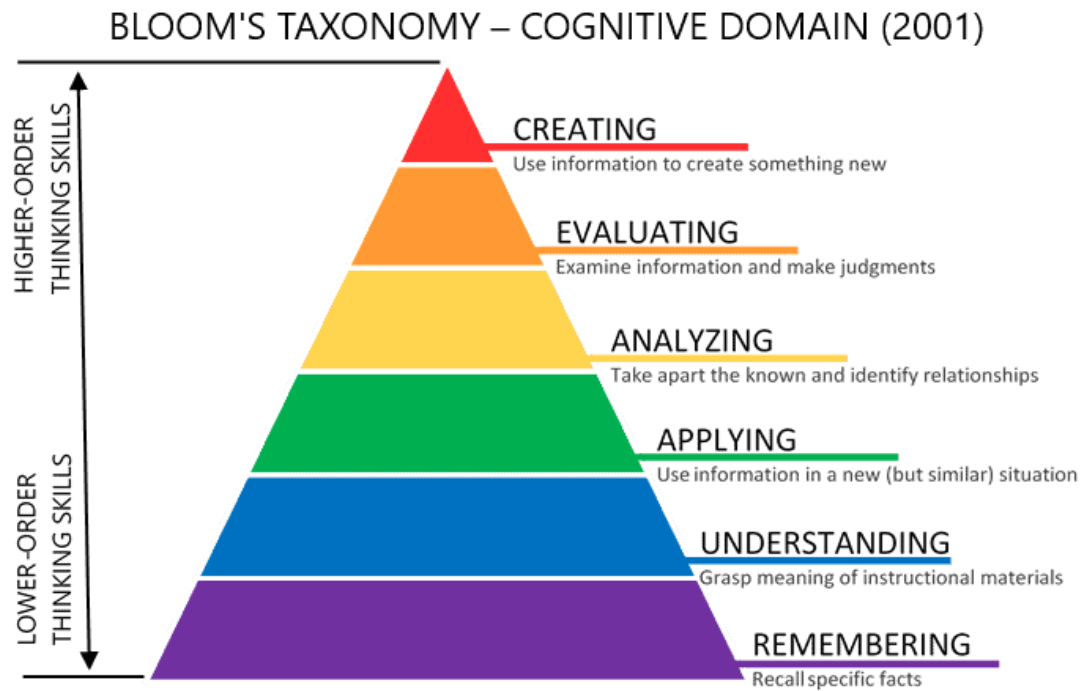 BLOOM'S TAXONOMY – COGNITIVE DOMAIN (2001)
HIGHER-ORDER
THINKING SKILLS
LOWER-ORDER
THINKING SKILLS
CREATING
Use information to create something new
EVALUATING
Examine information and make judgments
ANALYZING
Take apart the known and identify relationships
APPLYING
Use information in a new (but similar) situation
UNDERSTANDING
Grasp meaning of instructional materials
REMEMBERING
Recall specific facts